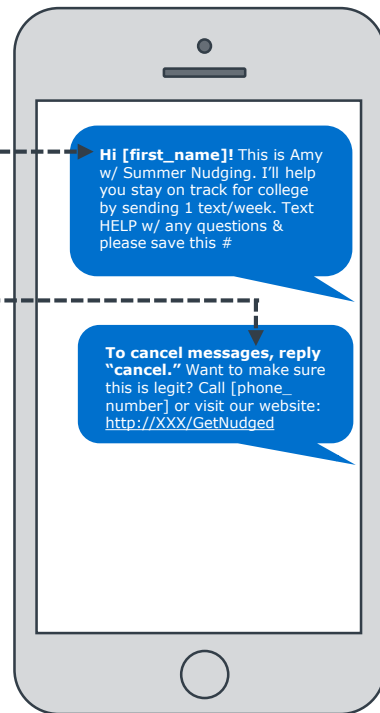 Hi [first_name]! This is Amy
w/ Summer Nudging. I'll help
you stay on track for college
by sending 1 text/week. Text
HELP w/ any questions &
please save this #
To cancel messages, reply
“cancel.” Want to make sure
this is legit? Call [phone_
number] or visit our website:
http://XXX/GetNudged